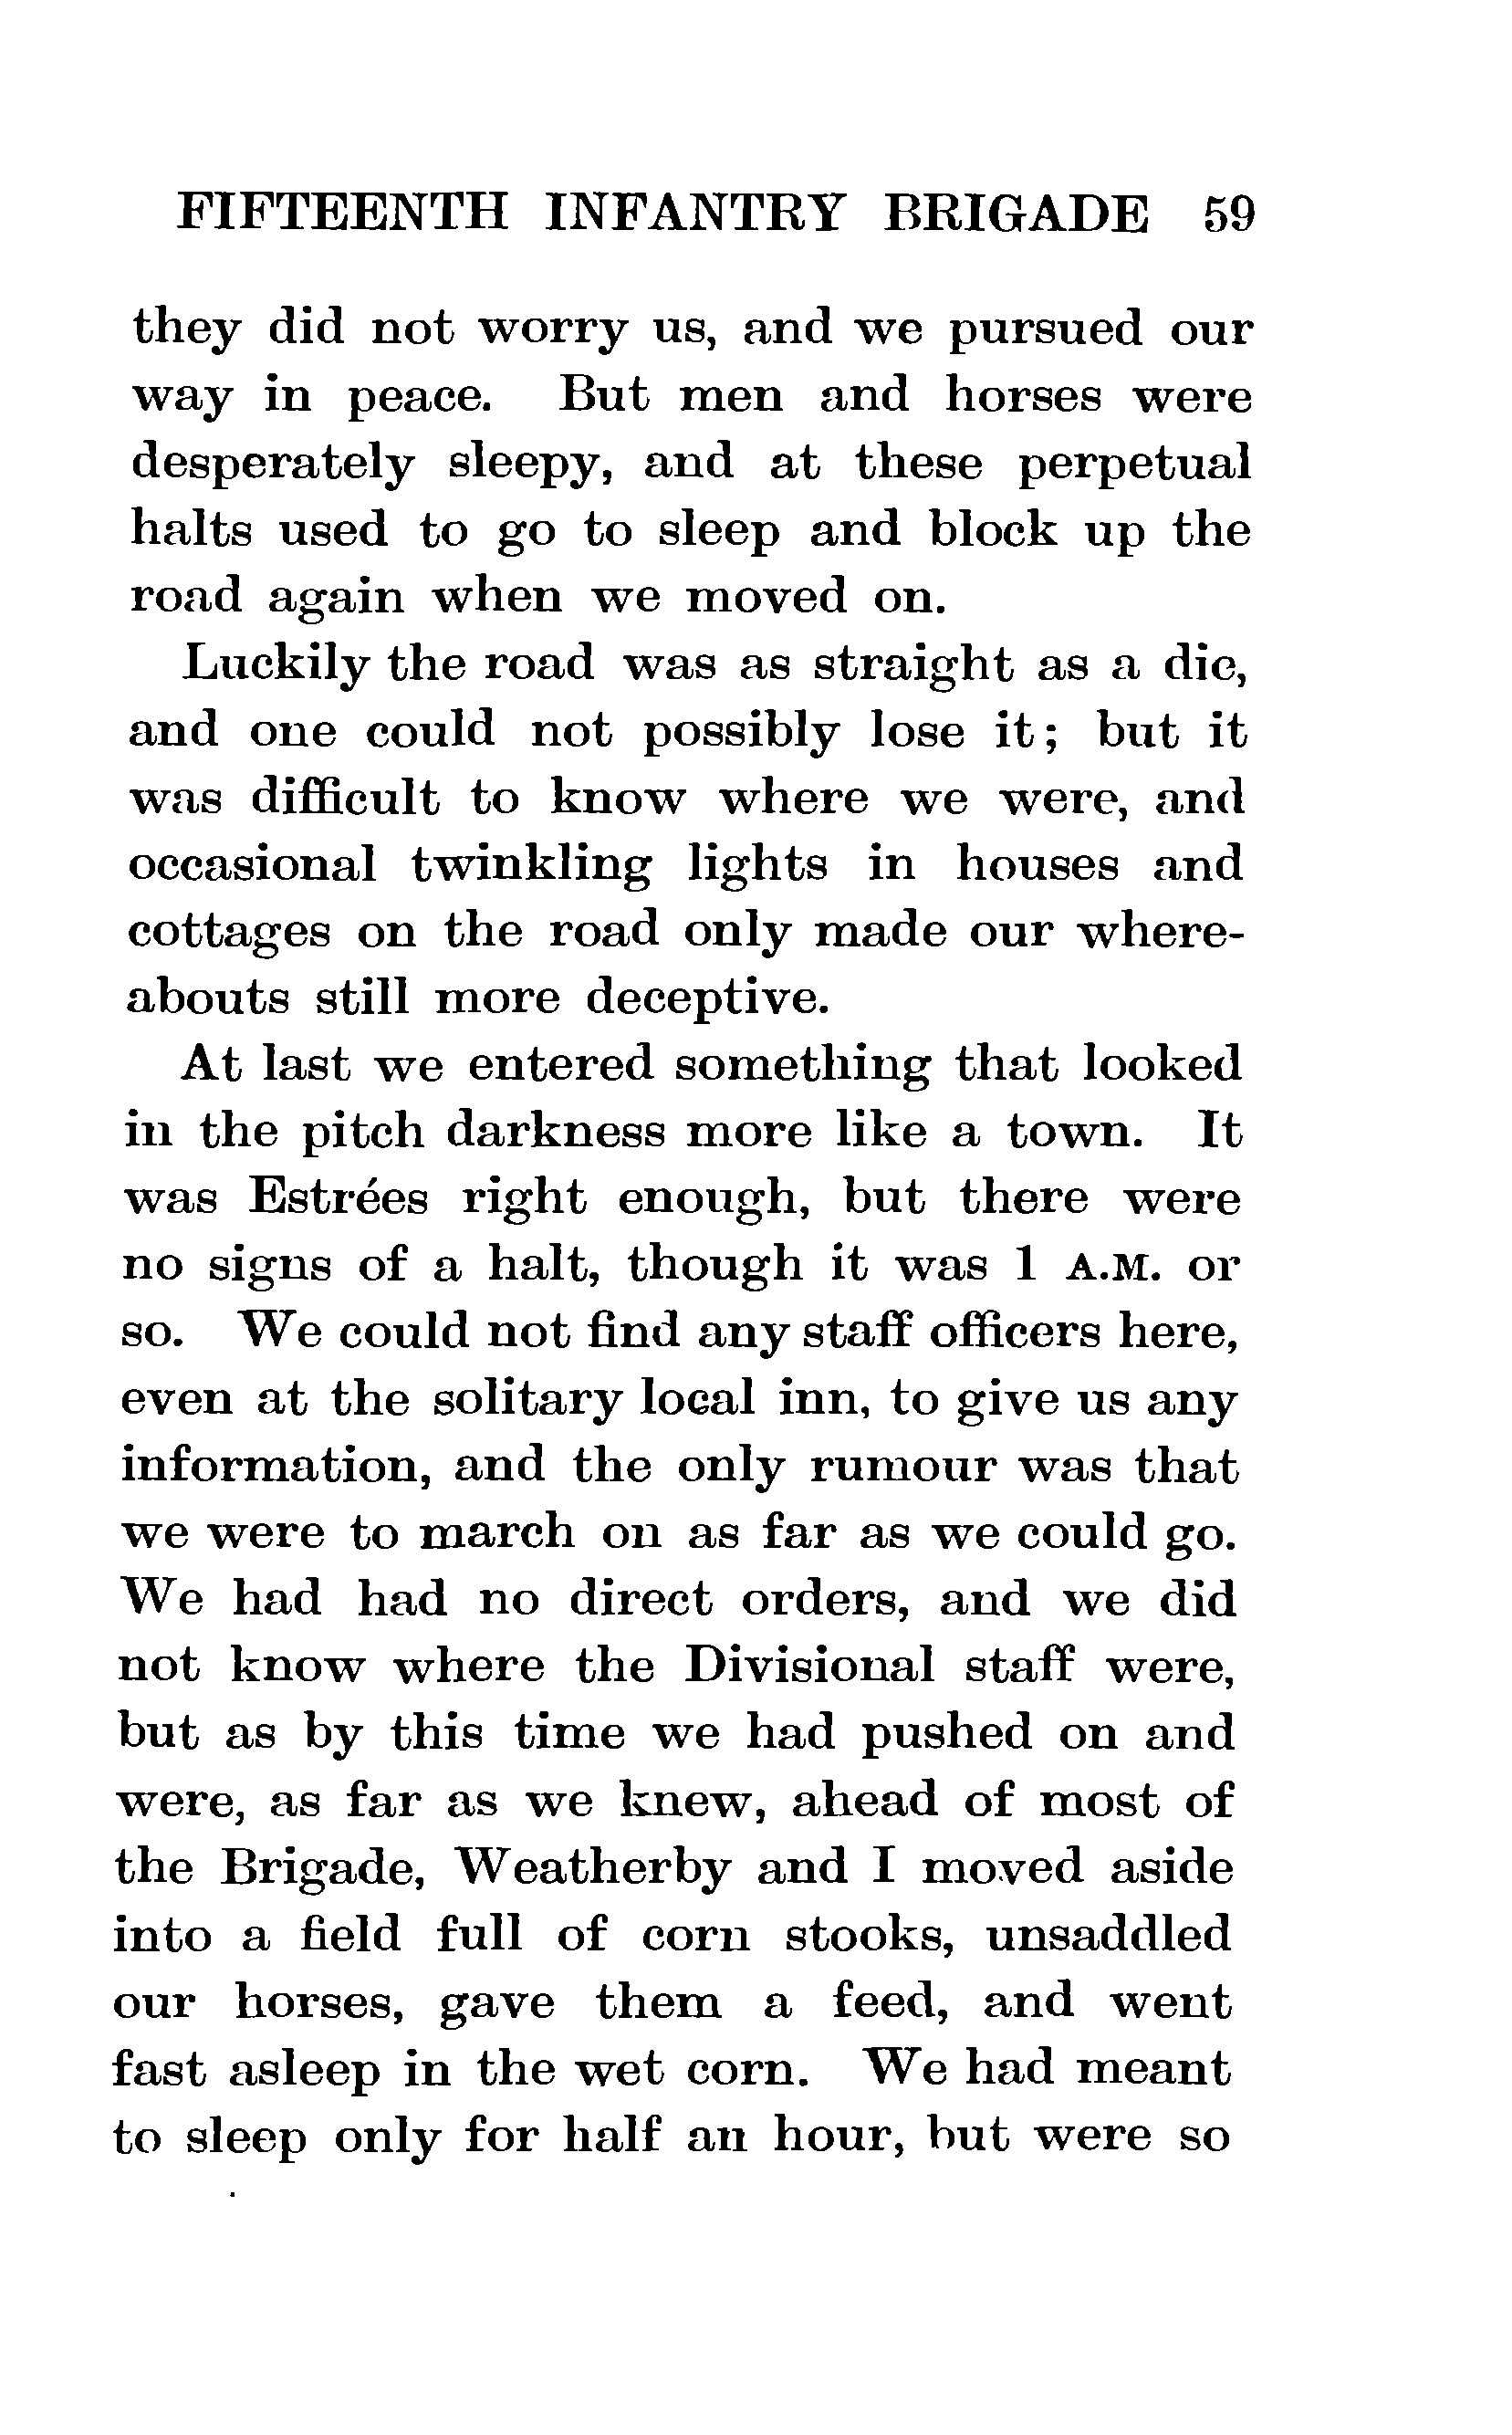 FIFTEENTH INFANTRY BRIGADE 59
they did not worry us, and we pursued our
way in peace. But men and horses were
desperately sleepy, and at these perpetual
halts used to go to sleep and block up the
road again when we moved on.
Luckily the road was as straight as a die,
and one could not possibly lose it; but it
was difficult to know where we were, and
occasional twinkling lights in houses and
cottages on the road only made our where-
abouts still more deceptive.
At last we entered something that looked
in the pitch darkness more like a town. It
was Estrées right enough, but there were
no signs of a halt, though it was 1 A.M. or
so. We could not find any staff officers here,
even at the solitary local inn, to give us any
information, and the only rumour was that
we were to march on as far as we could go.
We had had no direct orders, and we did
not know where the Divisional staff were,
but as by this time we had pushed on and
were, as far as we knew, ahead of most of
the Brigade, Weatherby and I moved aside
into a field full of corn stooks, unsaddled
our horses, gave them a feed, and went
fast asleep in the wet corn. We had meant
to sleep only for half an hour, but were so